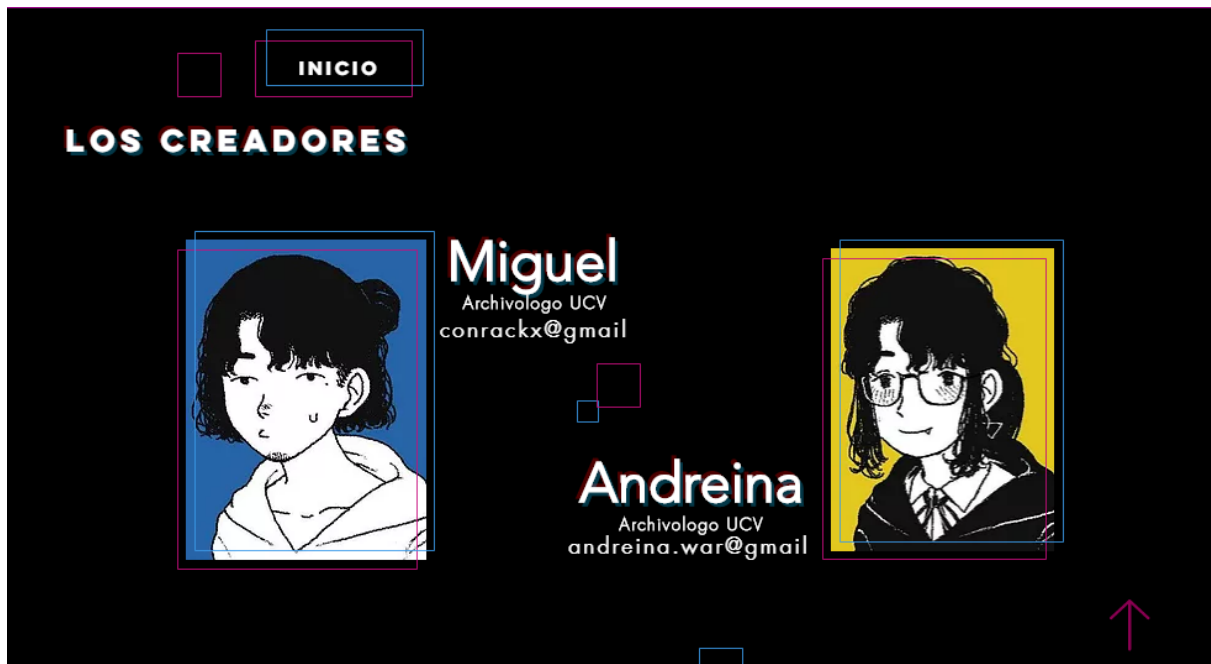 INICIO
LOS CREADORES
Miguel
Archivologo UCV
conrackx@gmail
Andreina
Archivologo UCV
andreina.war@gmail